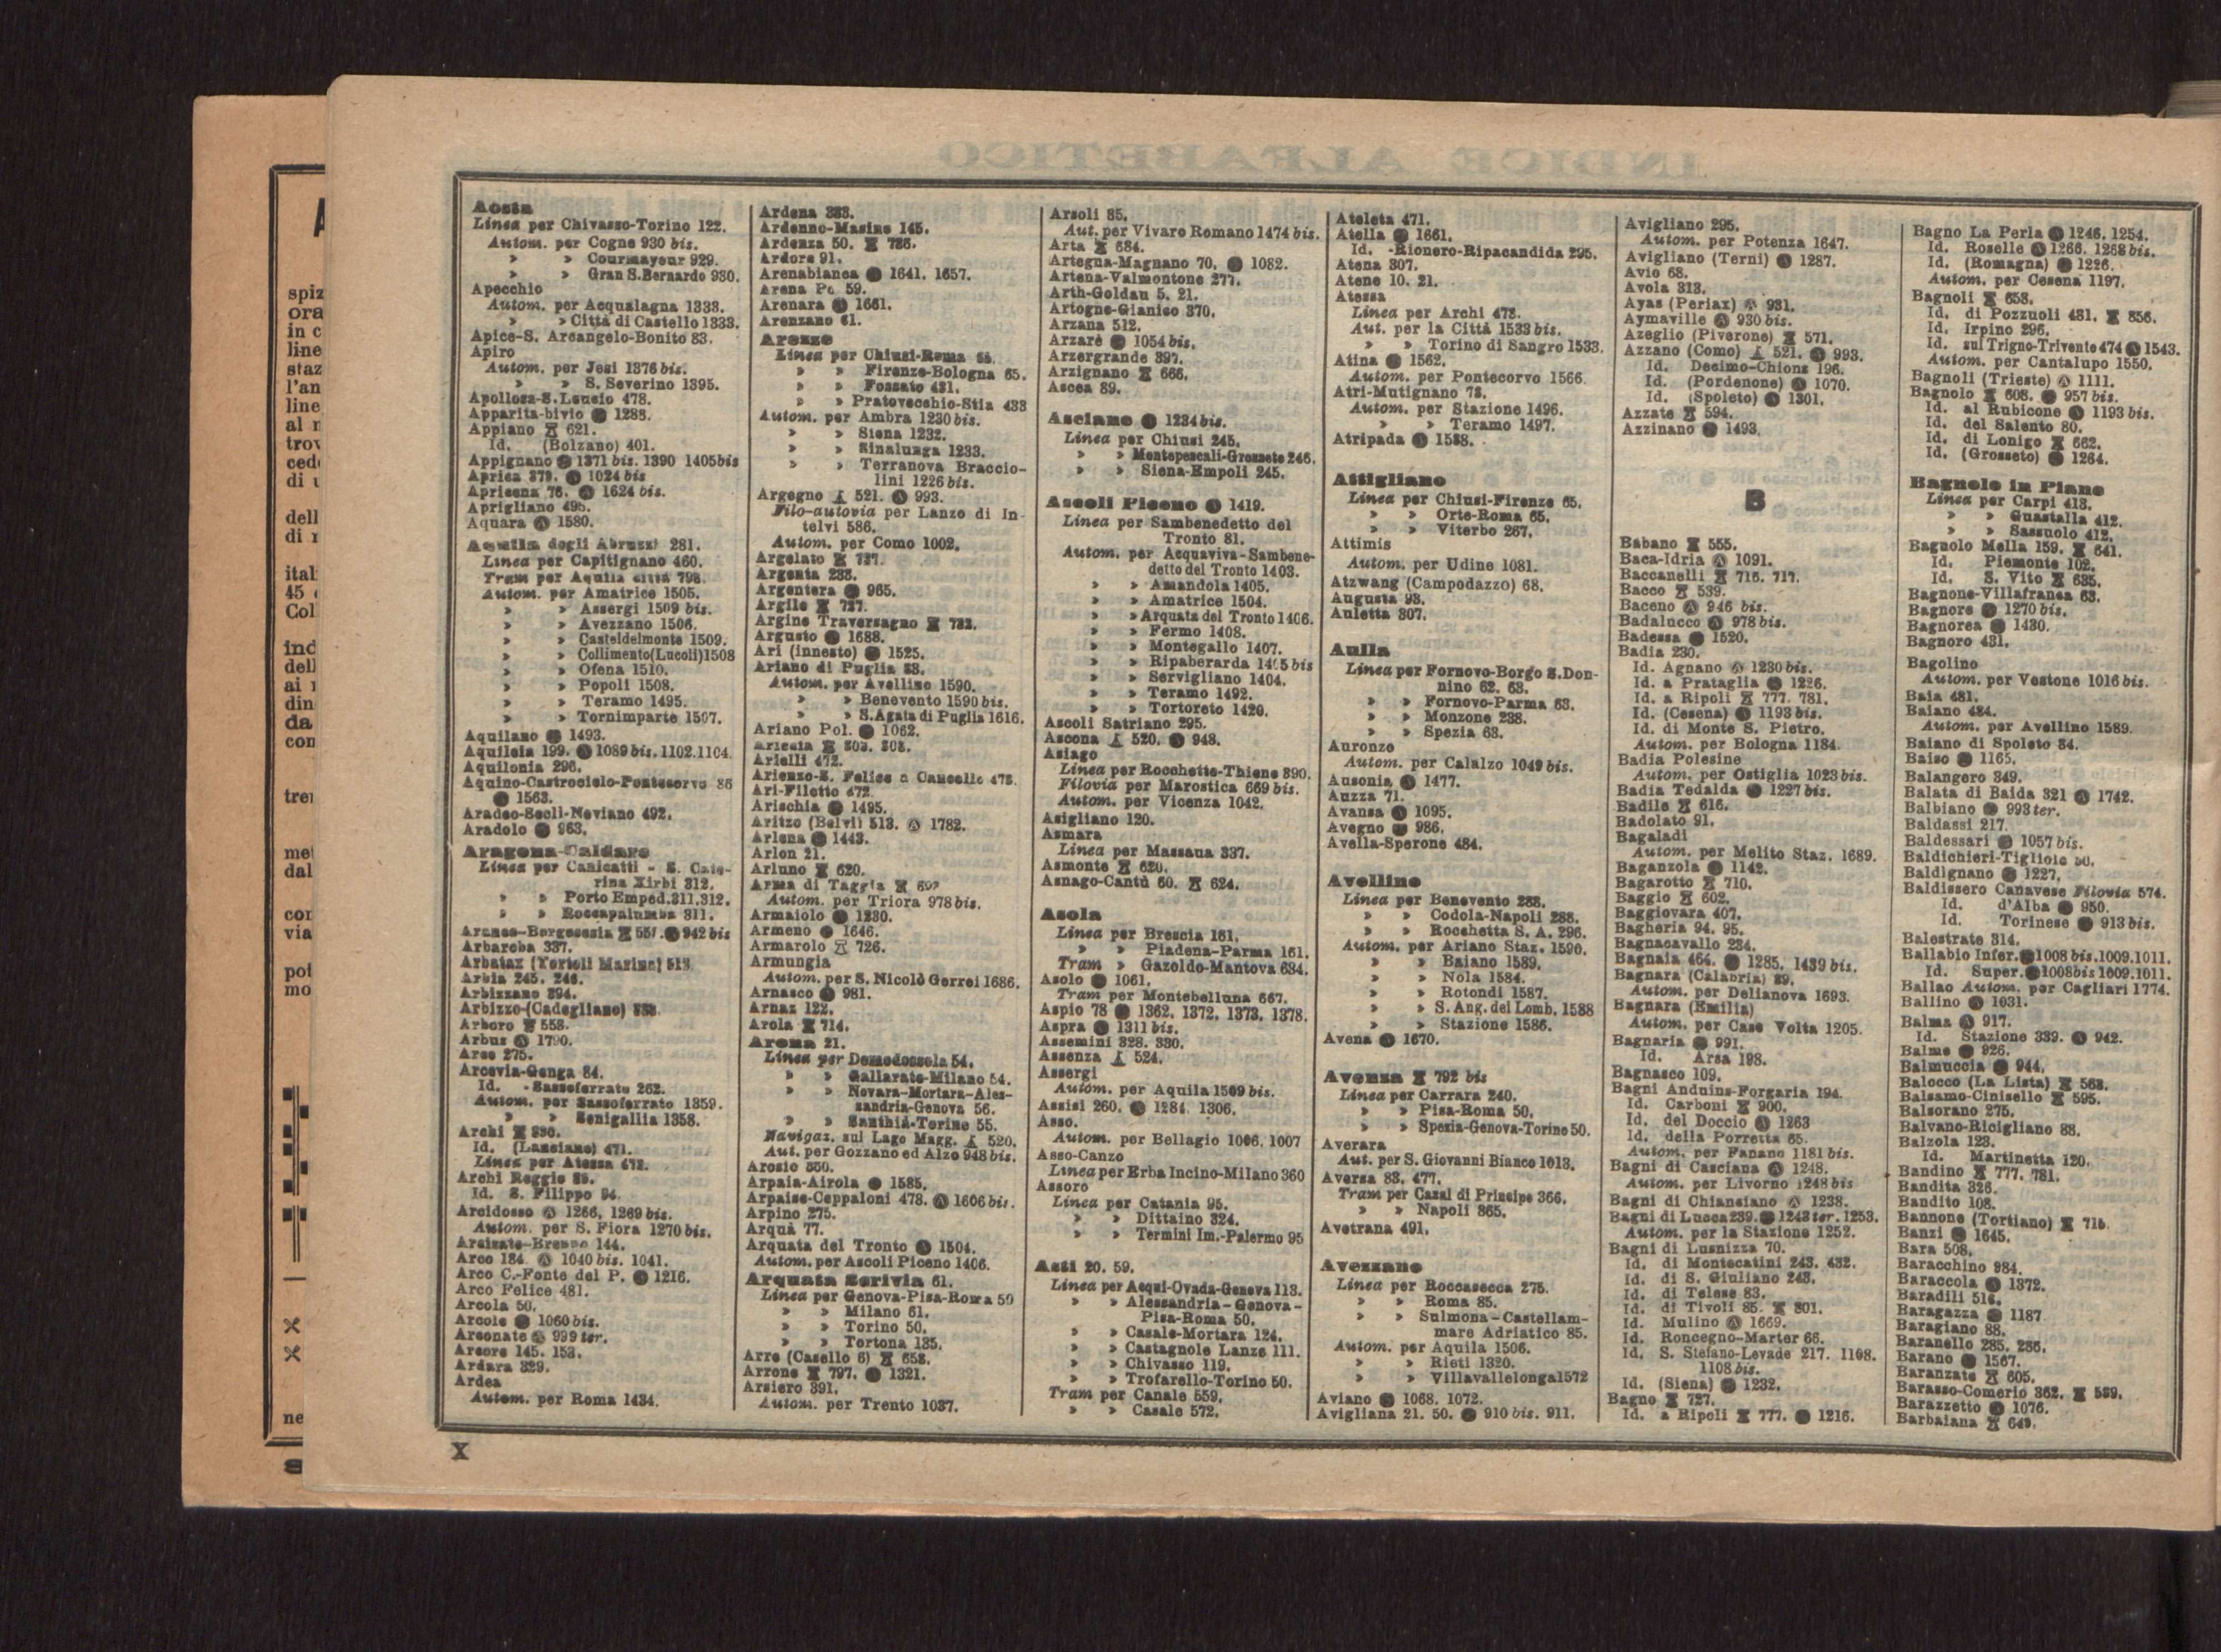 Aosta
Linea per Chivasso-Torino 122.
Autom. per Cogne 930 bis.
» » Courmayeur 929.
» » Gran S.Bernardo 930.
Apecchio
Autom. per Acqualagna 1333.
» » Città di Castello 1333.
Apice-S. Arcangelo-Bonito 83.
Apiro
Autom. per Jesi 1376 bis.
» » S. Severino 1395.
Apollosa-S.Leucio 478.
Apparita-bivio 1288.
Appiano 621.
Id. (Bolzano) 401.
Appignano 1371 bis. 1390 1405bis
Aprica 373. 1024 bis
Apricena 76. 1624 bis.
Aprigliano 495.
Aquara 1580.
Aquila degli Abruzzi 281.
Linea per Capitignano 460.
Tram per Aquila città 798.
Autom. per Amatrice 1505.
» » Assergi 1509 bis.
» » Avezzano 1506.
» » Casteldelmonte 1509.
» » Collimento(Lucoli)1508
» » Ofena 1510.
» » Popoli 1508.
» » Teramo 1495.
» » Tornimparte 1507.
Aquilano 1493.
Aquileia 199. 1089 bis. 1102.1104.
Aquilonia 296.
Aquino-Castrocielo-Pontecorvo 86
1563.
Aradeo-Secli-Neviano 492.
Aradolo 963.
Aragona-Caldare
Linea per Canicatti - S. Cate-
rina Xirbi 312.
» » Porto Emped.311.312.
» » Roccapalumba 311.
Aranco-Borgosesia 557. 942 bis
Arbaroba 337.
Arbatax (Tortoli Marina) 513
Arbia 245. 246.
Arbizzano 394.
Arbizzo-(Cadegliano)
Arboro 558.
Arbus 1790.
Arce 275.
Arcevia-Genga 84.
Id. -Sassoferrato 262.
Autom. per Sassoferrato 1359.
» » Senigallia 1358.
Archi
Id. (Lanciano) 471.
Linea per Atessa 473.
Archi Reggio
Id. S. Filippo 94.
Arcidosso 1266, 1269 bis.
Autom. per S. Fiora 1270 bis.
Arcisate-Brenno 144.
Arco 184 1040 bis. 1041.
Arco C.-Fonte del P. 1216.
Arco Felice 481.
Arcola 50.
Arcole 1060 bis.
Arconate 999 ter.
Arcore 145. 153.
Ardara 329.
Ardea
Autom. per Roma 1434.
Ardena 383.
Ardenno-Masino 145.
Ardenza 50. 736.
Ardore 91.
Arenabianca 1641. 1657.
Arena Po 59.
Arenara 1661.
Arenzano 61.
Arezzo
Linea per Chiusi-Roma 65.
» » Firenze-Bologna 65.
» » Fossato 431.
» » Pratovecchio-Stia 433
Autom. per Ambra 1230 bis.
» » Siena 1232.
» » Sinalunga 1233.
» » Terranova Braccio-
lini 1226 bis.
Argegno 521. 993.
Filo-autovia per Lanzo di In-
telvi 586.
Autom. per Como 1002.
Argelato 737.
Argenta 233.
Argentera 965.
Argile 737.
Argine Traversagno 733.
Argusto 1688.
Ari (innesto) 1525.
Ariano di Puglia 83.
Autom. per Avellino 1590.
» » Benevento 1590 bis.
» » S.Agata di Puglia 1616.
Ariano Pol. 1062.
Ariccia
Arielli 472.
Arienzo-S. Felice a Cancello 478.
Ari-Filetto 472.
Arischia 1495.
Aritzo (Belvì) 513. 1782.
Arlena 1443.
Arlon 21.
Arluno 620.
Arma di Taggia
Autom. per Triora 978 bis.
Armaiolo 1230.
Armeno 1646.
Armarolo 726.
Armungia
Autom. per S. Nicolò Gerrei 1686.
Arnasco 981.
Arnaz 122.
Arola 714.
Arona 21.
Linea per Domodossola 54.
» » Gallarate-Milano 54.
» » Novara-Mortara-Ales-
sandria-Genova 56.
» » Santhià-Torino 55.
Navigaz. sul Lago Magg. 520.
Aut. per Gozzano ed Alzo 948 bis.
Arosio 360.
Arpaia-Airola 1585.
Arpaise-Ceppaloni 478. 1606 bis.
Arpino 275.
Arquà 77.
Arquata del Tronto 1504.
Autom. per Ascoli Piceno 1406.
Arquata Scrivia 61.
Linea per Genova-Pisa-Roma 50
» » Milano 61.
» » Torino 50.
» » Tortona 135.
Arre (Casello 6) 658.
Arrone 797. 1321.
Arsiero 391.
Autom. per Trento 1037.
Arsoli 85.
Aut. per Vivaro Romano 1474 bis.
Arta 684.
Artegna-Magnano 70. 1082.
Artena-Valmontone 277.
Arth-Goldau 5. 21.
Artogne-Gianico 370.
Arzana 512.
Arzarè 1054 bis.
Arzergrande 397.
Arzignano 666.
Ascea 89.
Asciano 1234 bis.
Linea per Chiusi 245.
» » Montepescali-Grosseto 246.
» » Siena-Empoli 245.
Ascoli Piceno 1419.
Linea per Sambenedetto del
Tronto 81.
Autom. per Acquaviva-Sambene-
detto del Tronto 1403.
» » Amandola 1405.
» » Amatrice 1504.
» » Arquata del Tronto 1406.
» » Fermo 1408.
» » Montegallo 1407.
» » Ripaberarda 1405 bis
» » Servigliano 1404.
» » Teramo 1492.
» » Tortoreto 1420.
Ascoli Satriano 295.
Ascona 520. 948.
Asiago
Linea per Rocchette-Thiene 390.
Filovia per Marostica 669 bis.
Autom. per Vicenza 1042.
Asigliano 120.
Asmara
Linea per Massaua 337.
Asmonte 620.
Asnago-Cantù 60. 624.
Asola
Linea per Brescia 161.
» » Piadena-Parma 161.
Tram » Gazoldo-Mantova 634.
Asolo 1061.
Tram per Montebelluna 667.
Aspio 78 1362, 1372, 1373, 1378.
Aspra 1311 bis.
Assemini 328. 330.
Assenza 524.
Assergi
Autom. per Aquila 1509 bis.
Assisi 260. 1284. 1306.
Asso.
Autom. per Bellagio 1006, 1007
Asso-Canzo
Linea per Erba Incino-Milano 360
Assoro
Linea per Catania 95.
» » Dittaino 324.
» » Termini Im.-Palermo 95
Asti 20. 59.
Linea per Acqui-Ovada-Genova 113.
» » Alessandria-Genova-
Pisa-Roma 50.
» » Casale-Mortara 124.
» » Castagnole Lanze 111.
» » Chivasso 119.
» » Trofarello-Torino 50.
Tram per Canale 559.
» » Casale 572.
Ateleta 471.
Atella 1661.
Id. -Rionero-Ripacandida 295.
Atena 307.
Atene 10. 21.
Atessa
Linea per Archi 473.
Aut. per la Città 1533 bis.
» » Torino di Sangro 1533.
Atina 1562.
Autom. per Pontecorvo 1566.
Atri-Mutignano 78.
Autom. per Stazione 1496.
» » Teramo 1497.
Atripada 1588.
Attigliano
Linea per Chiusi-Firenze 65.
» » Orte-Roma 65.
» » Viterbo 267.
Attimis
Autom. per Udine 1081.
Atzwang (Campodazzo) 68.
Augusta 93.
Auletta 307.
Aulla
Linea per Fornovo-Borgo S.Don-
nino 62. 63.
» » Fornovo-Parma 63.
» » Monzone 238.
» » Spezia 63.
Auronzo
Autom. per Calalzo 1049 bis.
Ausonia 1477.
Auzza 71.
Avansa 1095.
Avegno 986.
Avella-Sperone 484.
Avellino
Linea per Benevento 288.
» » Codola-Napoli 288.
» » Rocchetta S. A. 296.
Autom. per Ariano Staz. 1590.
» » Baiano 1589.
» » Nola 1584.
» » Rotondi 1587.
» » S. Ang. dei Lomb. 1588
» » Stazione 1586.
Avena 1670.
Avenza 792 bis
Linea per Carrara 240.
» » Pisa-Roma 50.
» » Spezia-Genova-Torino 50.
Averara
Aut. per S. Giovanni Bianco 1013.
Aversa 83. 477.
Tram per Casal di Principe 366.
» » Napoli 865.
Avetrana 491.
Avezzano
Linea per Roccasecca 275.
» » Roma 85.
» » Sulmona-Castellam-
mare Adriatico 85.
Autom. per Aquila 1506.
» » Rieti 1320.
» » Villavallelonga1572
Aviano 1068. 1072.
Avigliana 21. 50. 910 bis. 911.
Avigliano 295.
Autom. per Potenza 1647.
Avigliano (Terni) 1287.
Avio 68.
Avola 313.
Ayas (Periax) 931.
Aymaville 930 bis.
Azeglio (Piverone) 571.
Azzano (Como) 521. 993.
Id. Decimo-Chions 196.
Id. (Pordenone) 1070.
Id. (Spoleto) 1301.
Azzate 594.
Azzinano 1493.
B
Babano 555.
Baca-Idria 1091.
Baccanelli 716. 717.
Bacco 539.
Baceno 946 bis.
Badalucco 978 bis.
Badessa 1520.
Badia 230.
Id. Agnano 1230 bis.
Id. a Prataglia 1226.
Id. a Ripoli 777. 781.
Id. (Cesena) 1193 bis.
Id. di Monte S. Pietro.
Autom. per Bologna 1184.
Badia Polesine
Autom. per Ostiglia 1023 bis.
Badia Tedalda 1227 bis.
Badile 616.
Badolato 91.
Bagaladi
Autom. per Melito Staz. 1689.
Baganzola 1142.
Bagarotto 710.
Baggio 602.
Baggiovara 407.
Bagheria 94. 95.
Bagnacavallo 234.
Bagnaia 464. 1285. 1439 bis.
Bagnara (Calabria) 89.
Autom. per Delianova 1693.
Bagnara (Emilia)
Autom. per Case Volta 1205.
Bagnaria 991.
Id. Arsa 198.
Bagnasco 109.
Bagni Anduins-Forgaria 194.
Id. Carboni 900.
Id. del Doccio 1263
Id. della Porretta 65.
Autom. per Fanano 1181 bis.
Bagni di Casciana 1248.
Autom. per Livorno 1248 bis
Bagni di Chianciano 1238.
Bagni di Lucca 239. 1243 ter. 1253.
Autom. per la Stazione 1252.
Bagni di Lusnizza 70.
Id. di Montecatini 243. 432.
Id. di S. Giuliano 243.
Id. di Telese 83.
Id. di Tivoli 85. 801.
Id. Mulino 1669.
Id. Roncegno-Marter 66.
Id. S. Stefano-Levade 217. 1108.
1108 bis.
Id. (Siena) 1232.
Bagno 727.
Id. a Ripoli 777. 1216.
Bagno La Perla 1246. 1254.
Id. Roselle 1266. 1268 bis.
Id. (Romagna) 1226.
Autom. per Cesena 1197.
Bagnoli 653.
Id. di Pozzuoli 481. 856.
Id. Irpino 296.
Id. sul Trigno-Trivento 474 1543.
Autom. per Cantalupo 1550.
Bagnoli (Trieste) 1111.
Bagnolo 608. 957 bis.
Id. al Rubicone 1193 bis.
Id. del Salento 80.
Id. di Lonigo 662.
Id. (Grosseto) 1264.
Bagnolo in Piano
Linea per Carpi 413.
» » Guastalla 412.
» » Sassuolo 412.
Bagnolo Mella 159. 641.
Id. Piemonte 102.
Id. S. Vito 635.
Bagnone-Villafranca 63.
Bagnore 1270 bis.
Bagnorea 1430.
Bagnoro 431.
Bagolino
Autom. per Vestone 1016 bis.
Baia 481.
Baiano 484.
Autom. per Avellino 1589.
Baiano di Spoleto 84.
Baiso 1165.
Balangero 349.
Balata di Baida 321 1742.
Balbiano 993 ter.
Baldassi 217.
Baldessari 1057 bis.
Baldichieri-Tigliole 50.
Baldignano 1227.
Baldissero Canavese Filovia 574.
Id. d'Alba 950.
Id. Torinese 913 bis.
Balestrate 314.
Ballabio Infer. 1008 bis.1009.1011.
Id. Super. 1008bis 1009.1011.
Ballao Autom. per Cagliari 1774.
Ballino 1031.
Balma 917.
Id. Stazione 339. 942.
Balme 926.
Balmuccia 944.
Balocco (La Lista) 563.
Balsamo-Cinisello 595.
Balsorano 275.
Balvano-Ricigliano 88.
Balzola 123.
Id. Martinetta 120.
Bandino 777. 781.
Bandita 326.
Bandito 108.
Bannone (Tortiano) 715.
Banzi 1645.
Bara 508.
Baracchino 984.
Baraccola 1372.
Baradili 516.
Baragazza 1187
Baragiano 88.
Baranello 285. 286.
Barano 1567.
Baranzate 605.
Barasso-Comerio 362. 589.
Barazzetto 1076.
Barbaiana 649.
X
INDICE ALFABETICO